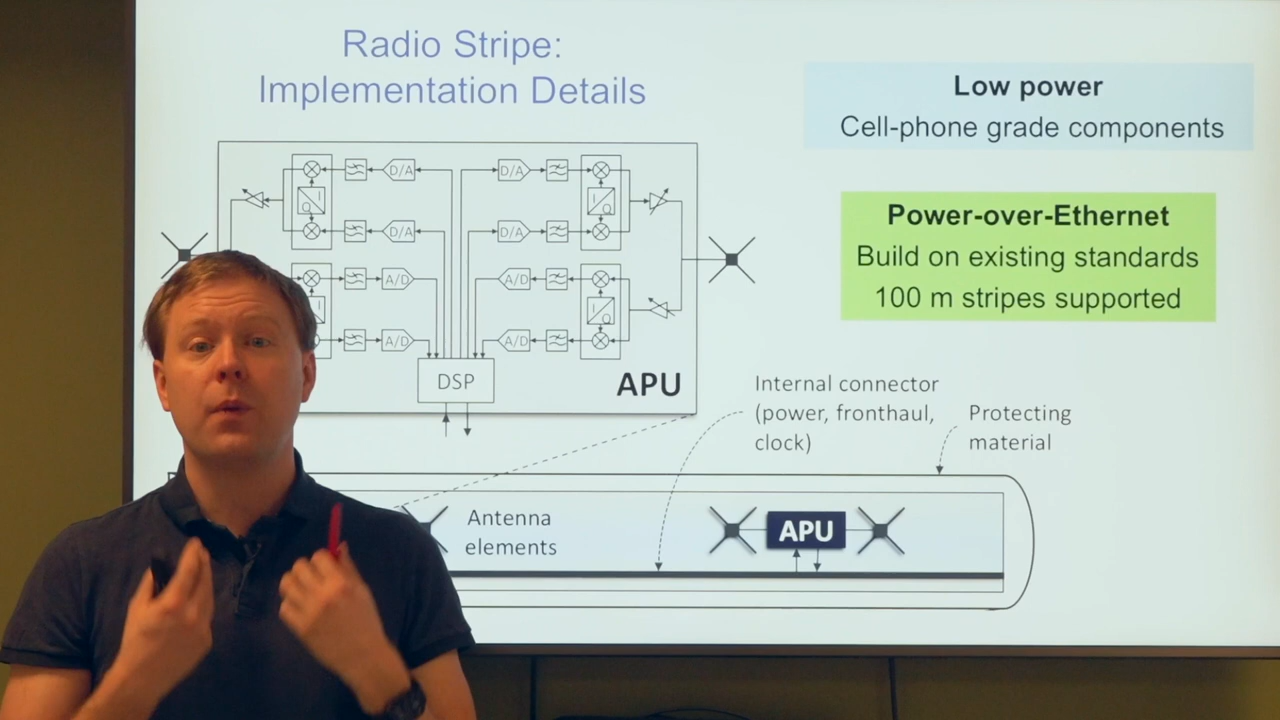 Radio Stripe:
Implementation Details
Low power
Cell-phone grade components
Power-over-Ethernet
Build on existing standards
100 m stripes supported
D/A
D/A
I
Q
I
Q
D/A
D/A
A/D
A/D
I
I
Q
A/D
A/D
DSP
APU
Internal connector
(power, fronthaul,
clock)
Protecting
material
Antenna
elements
APU